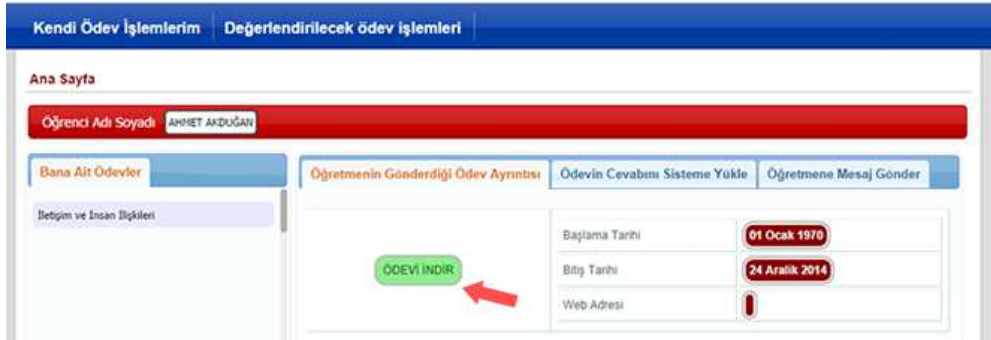 Kendi Ödev İşlemlerim Değerlendirilecek ödev işlemleri
Ana Sayfa
Öğrenci Adı Soyadı AHMET AKDUĞAN
Bana Ait Ödevler
İletişim ve İnsan İlişkileri
Öğretmenin Gönderdiği Ödev Ayrıntısı Ödevin Cevabını Sisteme Yükle Öğretmene Mesaj Gönder
ÖDEVİ İNDİR
Başlama Tarihi 01 Ocak 1970
Bitiş Tarihi 24 Aralik 2014
Web Adresi